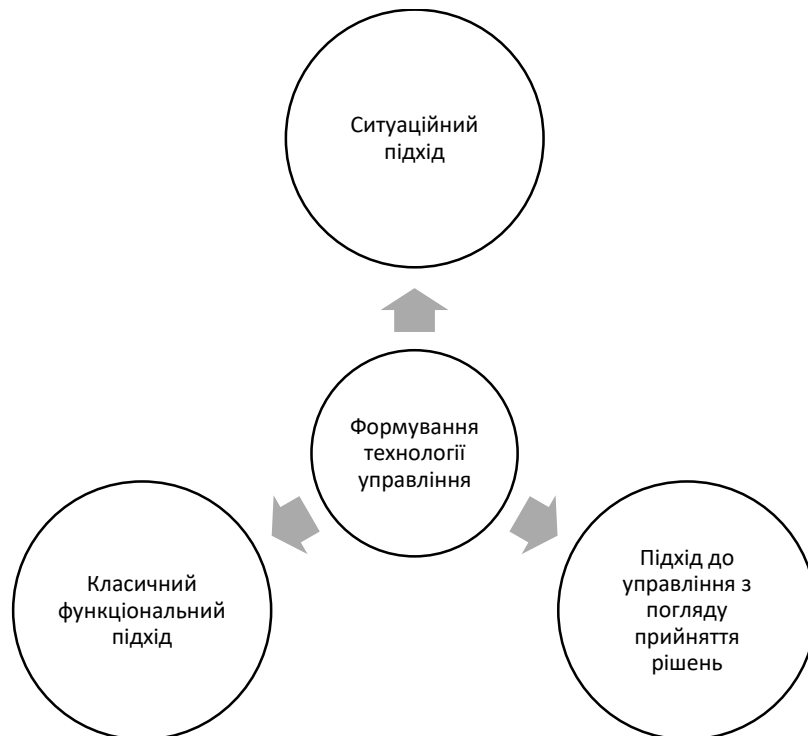 Ситуаційний
підхід
Формування
технології
управління
Класичний
функціональний
підхід
Підхід до
управління з
погляду
прийняття
рішень